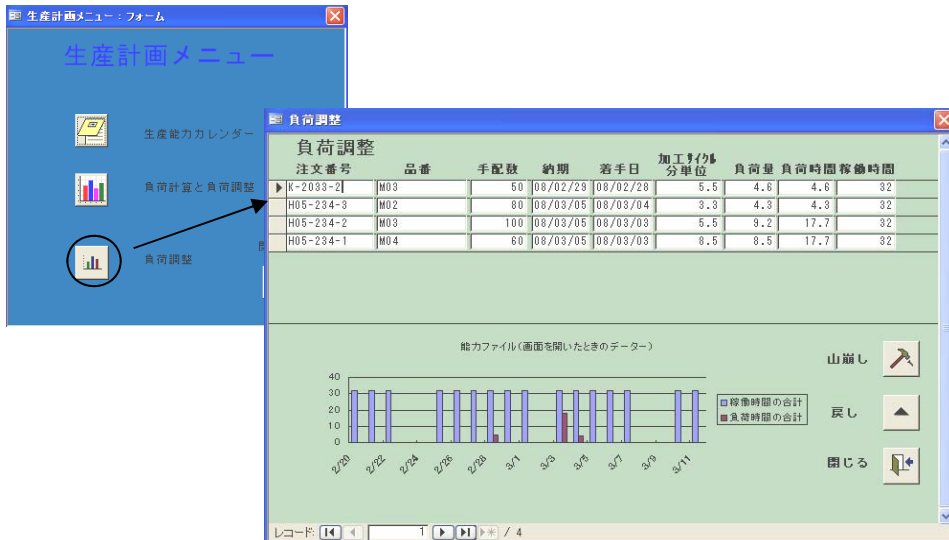 生産計画メニュー : フォーム
生産計画メニュー
生産能力カレンダー
負荷計算と負荷調整
負荷調整
負荷調整
負荷調整
注文番号 品番 手配数 納期 着手日 加工サイクル分単位 負荷量 負荷時間 稼働時間
K-2033-2 M03 50 08/02/29 08/02/28 5.5 4.6 4.6 32
H05-234-3 M02 80 08/03/05 08/03/04 3.3 4.3 4.3 32
H05-234-2 M03 100 08/03/05 08/03/03 5.5 9.2 17.7 32
H05-234-1 M04 60 08/03/05 08/03/03 8.5 8.5 17.7 32
能力ファイル(画面を開いたときのデーター)
40
30
20
10
0
2/20 2/22 2/24 2/26 2/28 3/1 3/3 3/5 3/7 3/9 3/11
稼働時間の合計
負荷時間の合計
山崩し
戻し
閉じる
レコード: 1 / 4